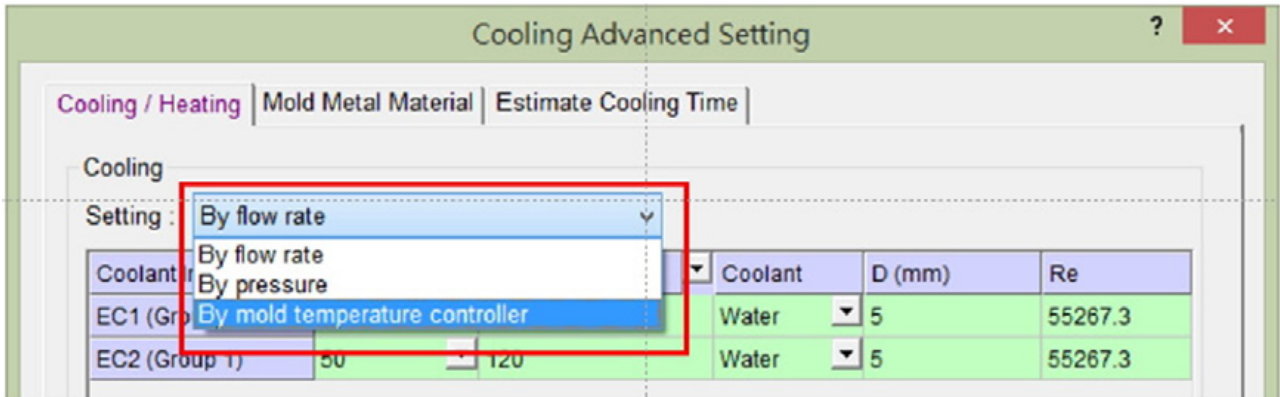 Cooling Advanced Setting ?
Cooling / Heating Mold Metal Material Estimate Cooling Time
Cooling
Setting : By flow rate
By flow rate
By pressure
By mold temperature controller
Coolant Coolant D (mm) Re
EC1 Water 5 55267.3
EC2 (Group 1) 50 120 Water 5 55267.3